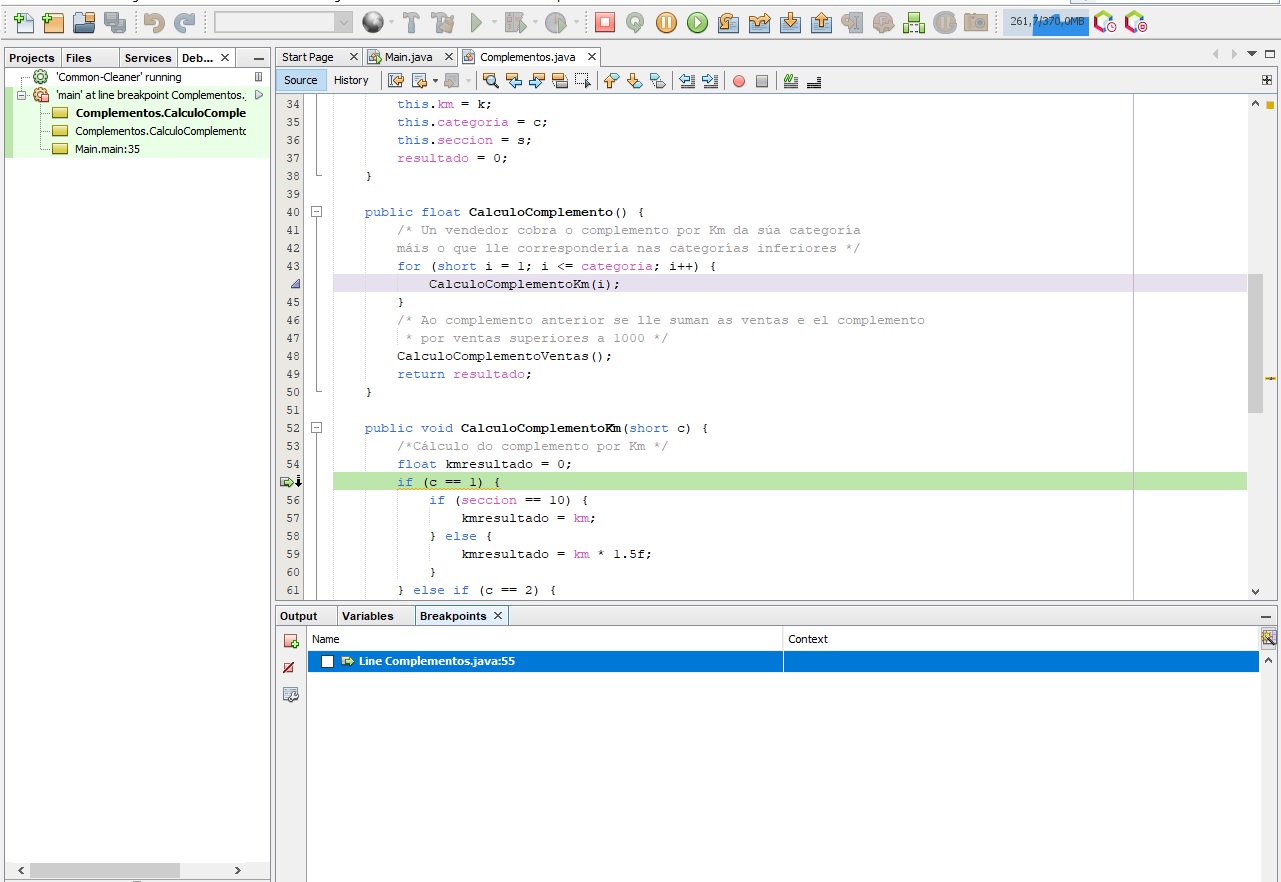 261,7/370,0MB
Projects Files Services Deb...
Start Page Main.java Complementos.java
Source History
'Common-Cleaner' running
'main' at line breakpoint Complementos.
Complementos.CalculoComple
Complementos.CalculoComplemento
Main.main:35
34 this.km = k;
35 this.categoria = c;
36 this.seccion = s;
37 resultado = 0;
38 }
39
40 public float CalculoComplemento() {
41 /* Un vendedor cobra o complemento por Km da súa categoría
42 máis o que lle correspondería nas categorías inferiores */
43 for (short i = 1; i <= categoria; i++) {
CalculoComplementoKm(i);
45 }
46 /* Ao complemento anterior se lle suman as ventas e el complemento
47 * por ventas superiores a 1000 */
48 CalculoComplementoVentas();
49 return resultado;
50 }
51
52 public void CalculoComplementoKm(short c) {
53 /*Cálculo do complemento por Km */
54 float kmresultado = 0;
if (c == 1) {
56 if (seccion == 10) {
57 kmresultado = km;
58 } else {
59 kmresultado = km * 1.5f;
60 }
61 } else if (c == 2) {
Output Variables Breakpoints
Name Context
Line Complementos.java:55